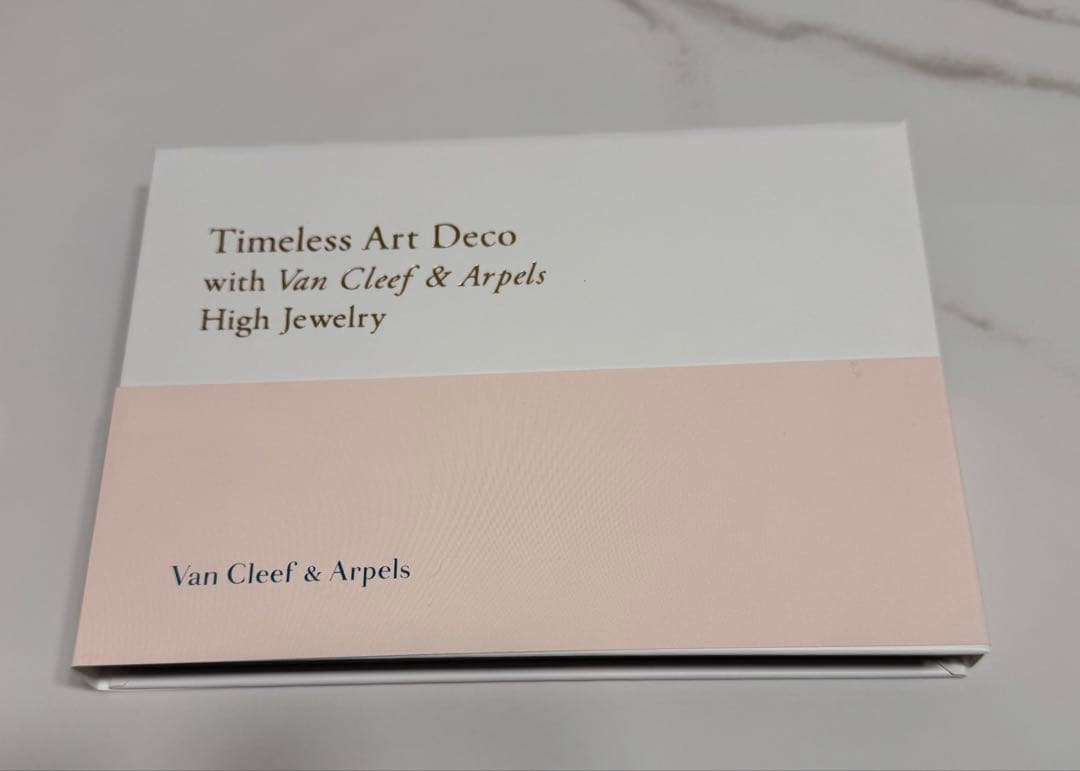 Timeless Art Deco
with Van Cleef & Arpels
High Jewelry
Van Cleef & Arpels